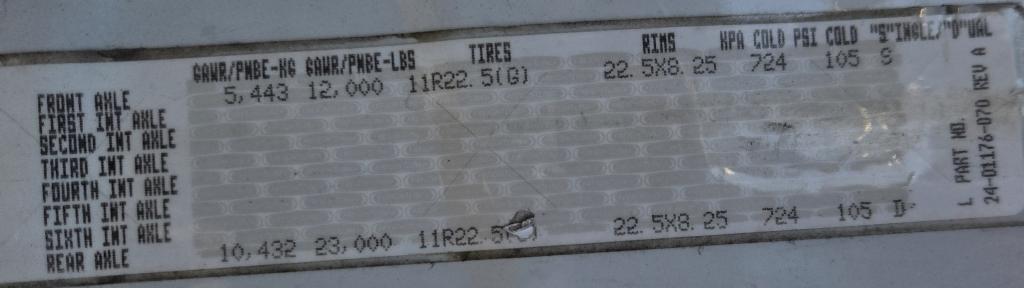 GAWR/PNBE-KG GAWR/PNBE-LBS TIRES RIMS KPA COLD PSI COLD "S"INGLE/"D"UAL
FRONT AXLE 5,443 12,000 11R22.5(G) 22.5X8.25 724 105 S
FIRST INT AXLE
SECOND INT AXLE
THIRD INT AXLE
FOURTH INT AXLE
FIFTH INT AXLE
SIXTH INT AXLE
REAR AXLE 10,432 23,000 11R22.5( ) 22.5X8.25 724 105 D
L PART NO.
24-01176-070 REV A